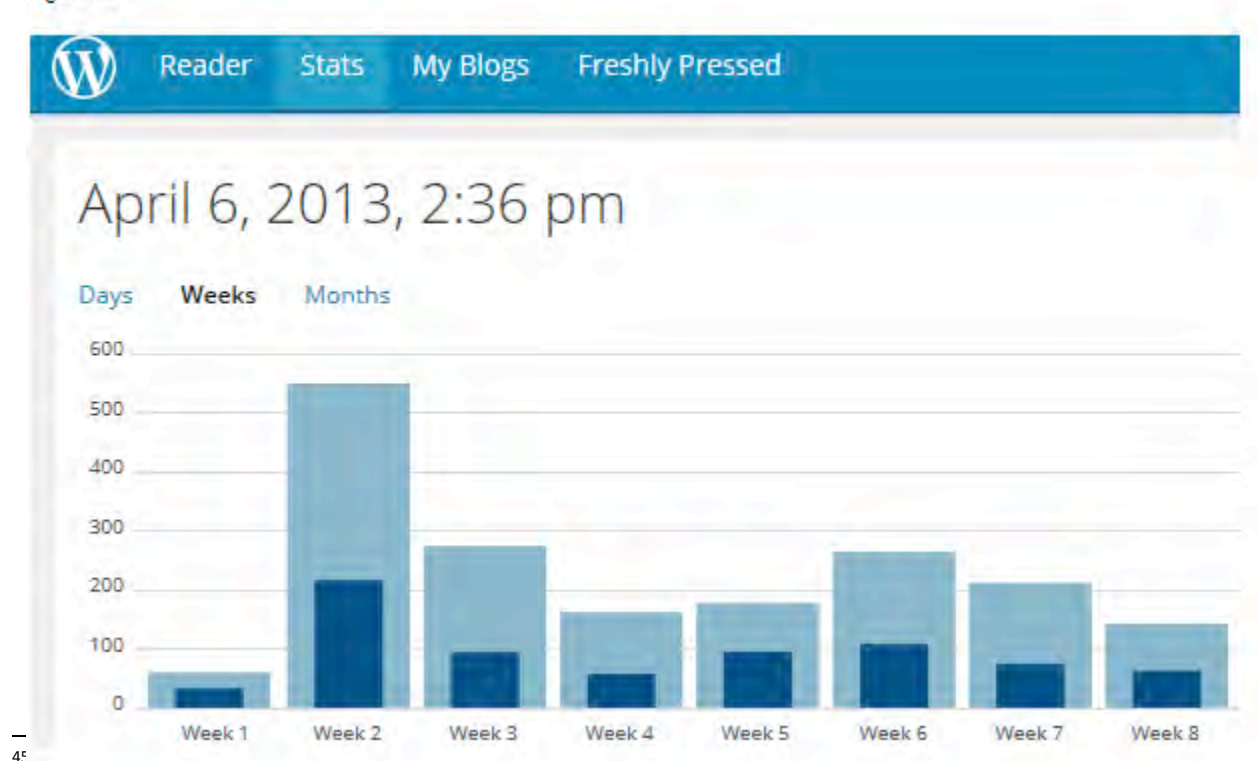 Reader Stats My Blogs Freshly Pressed
April 6, 2013, 2:36 pm
Days Weeks Months
600
500
400
300
200
100
0
Week 1 Week 2 Week 3 Week 4 Week 5 Week 6 Week 7 Week 8